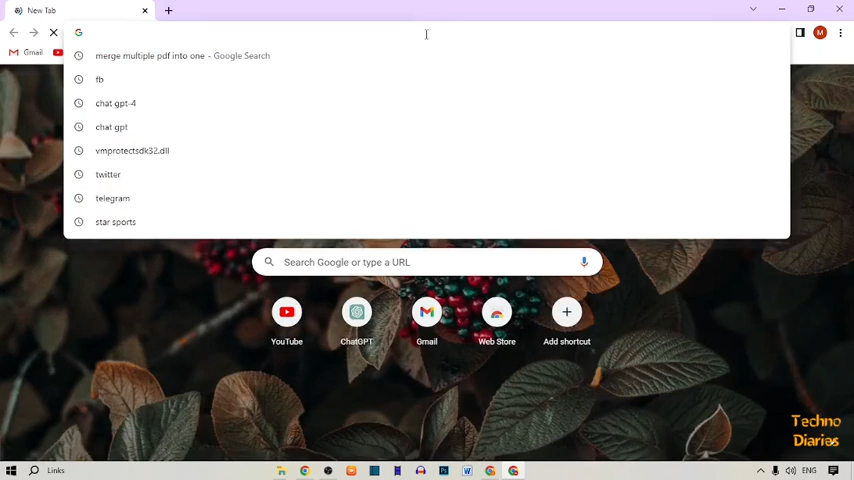 New Tab
Gmail
merge multiple pdf into one - Google Search
fb
chat gpt-4
chat gpt
vmprotectsdk32.dll
twitter
telegram
star sports
Search Google or type a URL
YouTube
ChatGPT
Gmail
Web Store
Add shortcut
Techno
Diaries
Links
ENG